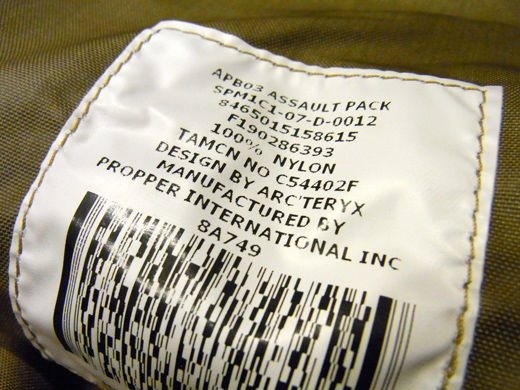 APB03 ASSAULT PACK
SPM1C1-07-D-0012
8465015158615
F190286393
100% NYLON
TAMCN NO C54402F
DESIGN BY ARC'TERYX
MANUFACTURED BY
PROPPER INTERNATIONAL INC
8A749